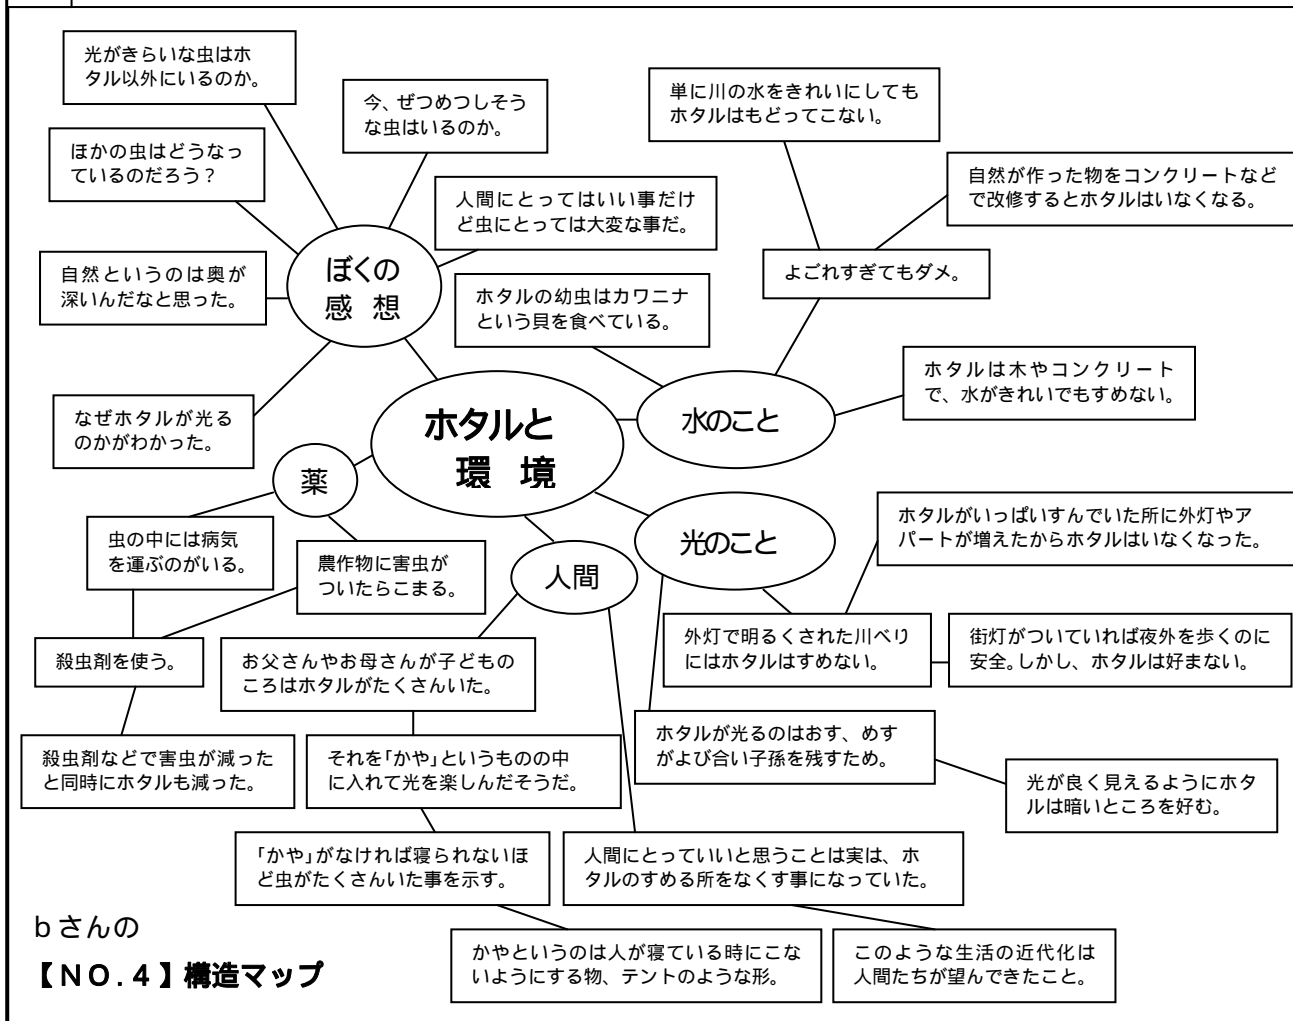 光がきらいな虫はホ
タル以外にいるのか。
今、ぜつめつしそう
な虫はいるのか。
単に川の水をきれいにしても
ホタルはもどってこない。
ほかの虫はどうなっ
ているのだろう？
自然が作った物をコンクリートなど
で改修するとホタルはいなくなる。
人間にとってはいい事だけ
ど虫にとっては大変な事だ。
自然というのは奥が
深いんだなと思った。
ぼくの
感 想
よごれすぎてもダメ。
ホタルの幼虫はカワニナ
という貝を食べている。
ホタルは木やコンクリート
で、水がきれいでもすめない。
なぜホタルが光る
のかがわかった。
ホタルと
環 境
水のこと
薬
虫の中には病気
を運ぶのがいる。
農作物に害虫が
ついたらこまる。
人間
光のこと
ホタルがいっぱいすんでいた所に外灯やア
パートが増えたからホタルはいなくなった。
殺虫剤を使う。
お父さんやお母さんが子どもの
ころはホタルがたくさんいた。
外灯で明るくされた川べり
にはホタルはすめない。
街灯がついていれば夜外を歩くのに
安全。しかし、ホタルは好まない。
殺虫剤などで害虫が減った
と同時にホタルも減った。
それを「かや」というものの中
に入れて光を楽しんだそうだ。
ホタルが光るのはおす、めす
がよび合い子孫を残すため。
光が良く見えるようにホタ
ルは暗いところを好む。
「かや」がなければ寝られないほ
ど虫がたくさんいた事を示す。
人間にとっていいと思うことは実は、ホ
タルのすめる所をなくす事になっていた。
かやというのは人が寝ている時にこな
いようにする物、テントのような形。
このような生活の近代化は
人間たちが望んできたこと。
ｂさんの
【ＮＯ.４】構造マップ